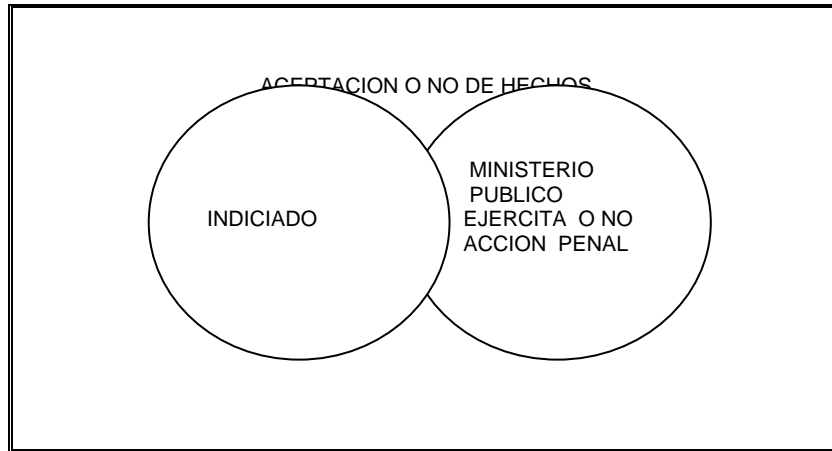 ACEPTACION O NO DE HECHOS
MINISTERIO
PUBLICO
INDICIADO
EJERCITA O NO
ACCION PENAL